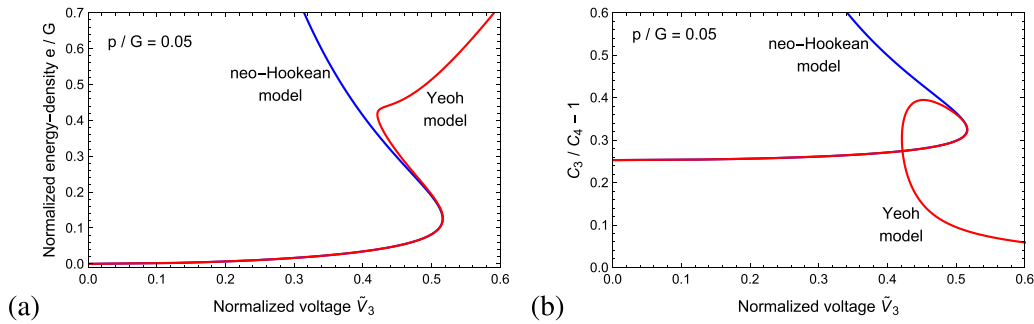 0.7
0.6
0.5
0.4
0.3
0.2
0.1
0.0
Normalized energy−density e / G
p / G = 0.05
neo−Hookean
model
Yeoh
model
0.0 0.1 0.2 0.3 0.4 0.5 0.6
Normalized voltage Ṽ₃
(a)
0.6
0.5
0.4
0.3
0.2
0.1
0.0
C₃ / C₄ − 1
p / G = 0.05
neo−Hookean
model
Yeoh
model
0.0 0.1 0.2 0.3 0.4 0.5 0.6
Normalized voltage Ṽ₃
(b)